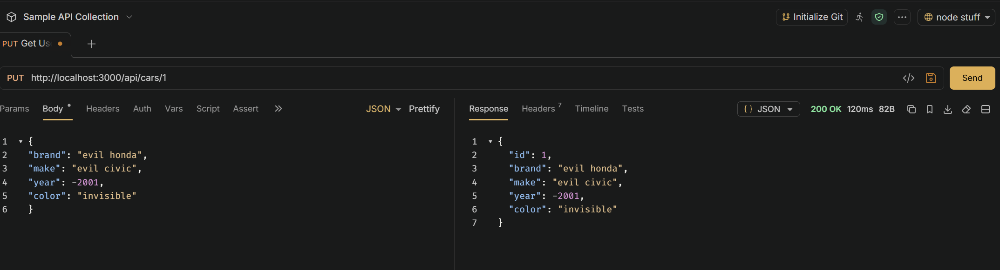 Sample API Collection
Initialize Git
node stuff
PUT Get Us
PUT http://localhost:3000/api/cars/1
</>
Send
Params Body Headers Auth Vars Script Assert
JSON Prettify
1 {
2 "brand": "evil honda",
3 "make": "evil civic",
4 "year": -2001,
5 "color": "invisible"
6 }
Response Headers 7 Timeline Tests
{ } JSON 200 OK 120ms 82B
1 {
2 "id": 1,
3 "brand": "evil honda",
4 "make": "evil civic",
5 "year": -2001,
6 "color": "invisible"
7 }